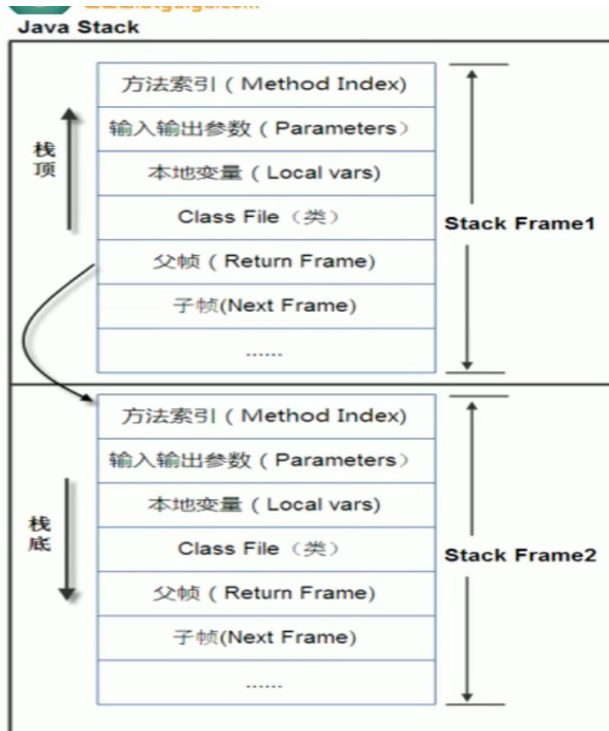 Java Stack
方法索引 ( Method Index)
输入输出参数 ( Parameters）
本地变量 ( Local vars)
Class File（类）
父帧 ( Return Frame)
子帧(Next Frame)
......
栈
顶
Stack Frame1
方法索引 ( Method Index)
输入输出参数 ( Parameters）
本地变量 ( Local vars)
Class File（类）
父帧 ( Return Frame)
子帧(Next Frame)
......
栈
底
Stack Frame2